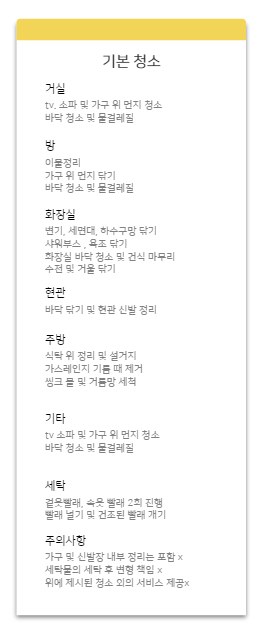 기본 청소
거실
tv, 소파 및 가구 위 먼지 청소
바닥 청소 및 물걸레질
방
이불정리
가구 위 먼지 닦기
바닥 청소 및 물걸레질
화장실
변기, 세면대, 하수구망 닦기
샤워부스 , 욕조 닦기
화장실 바닥 청소 및 건식 마무리
수전 및 거울 닦기
현관
바닥 닦기 및 현관 신발 정리
주방
식탁 위 정리 및 설거지
가스레인지 기름 때 제거
씽크 볼 및 거름망 세척
기타
tv 소파 및 가구 위 먼지 청소
바닥 청소 및 물걸레질
세탁
겉옷빨래, 속옷 빨래 2회 진행
빨래 널기 및 건조된 빨래 개기
주의사항
가구 및 신발장 내부 정리는 포함 x
세탁물의 세탁 후 변형 책임 x
위에 제시된 청소 외의 서비스 제공x